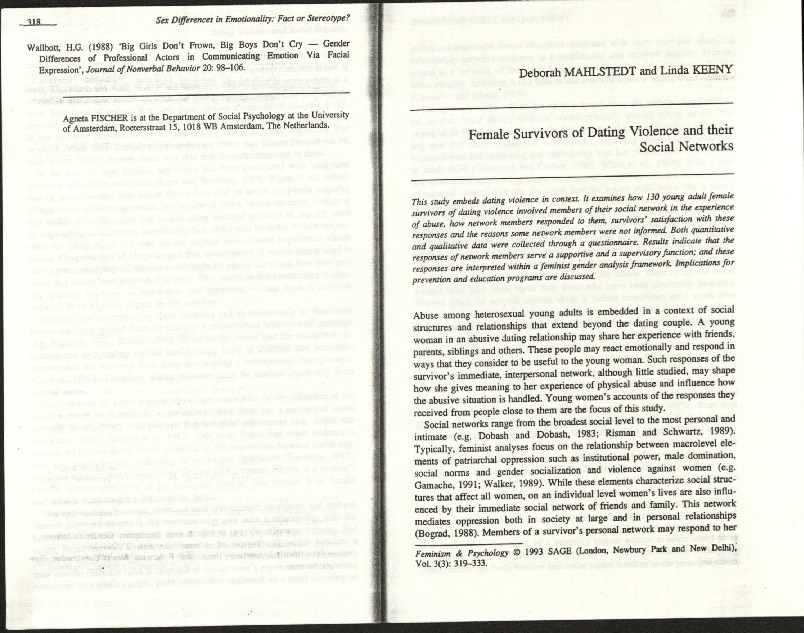 318
Sex Differences in Emotionality: Fact or Stereotype?
Wallbott, H.G. (1988) 'Big Girls Don't Frown, Big Boys Don't Cry — Gender
Differences of Professional Actors in Communicating Emotion Via Facial
Expression', Journal of Nonverbal Behavior 20: 98–106.
Agneta FISCHER is at the Department of Social Psychology at the University
of Amsterdam, Roetersstraat 15, 1018 WB Amsterdam, The Netherlands.
Deborah MAHLSTEDT and Linda KEENY
Female Survivors of Dating Violence and their
Social Networks
This study embeds dating violence in context. It examines how 130 young adult female
survivors of dating violence involved members of their social network in the experience
of abuse, how network members responded to them, survivors' satisfaction with these
responses and the reasons some network members were not informed. Both quantitative
and qualitative data were collected through a questionnaire. Results indicate that the
responses of network members serve a supportive and a supervisory function; and these
responses are interpreted within a feminist gender analysis framework. Implications for
prevention and education programs are discussed.
Abuse among heterosexual young adults is embedded in a context of social
structures and relationships that extend beyond the dating couple. A young
woman in an abusive dating relationship may share her experience with friends,
parents, siblings and others. These people may react emotionally and respond in
ways that they consider to be useful to the young woman. Such responses of the
survivor's immediate, interpersonal network, although little studied, may shape
how she gives meaning to her experience of physical abuse and influence how
the abusive situation is handled. Young women's accounts of the responses they
received from people close to them are the focus of this study.
Social networks range from the broadest social level to the most personal and
intimate (e.g. Dobash and Dobash, 1983; Risman and Schwartz, 1989).
Typically, feminist analyses focus on the relationship between macrolevel ele-
ments of patriarchal oppression such as institutional power, male domination,
social norms and gender socialization and violence against women (e.g.
Gamache, 1991; Walker, 1989). While these elements characterize social struc-
tures that affect all women, on an individual level women's lives are also influ-
enced by their immediate social network of friends and family. This network
mediates oppression both in society at large and in personal relationships
(Bograd, 1988). Members of a survivor's personal network may respond to her
Feminism & Psychology © 1993 SAGE (London, Newbury Park and New Delhi),
Vol. 3(3): 319–333.